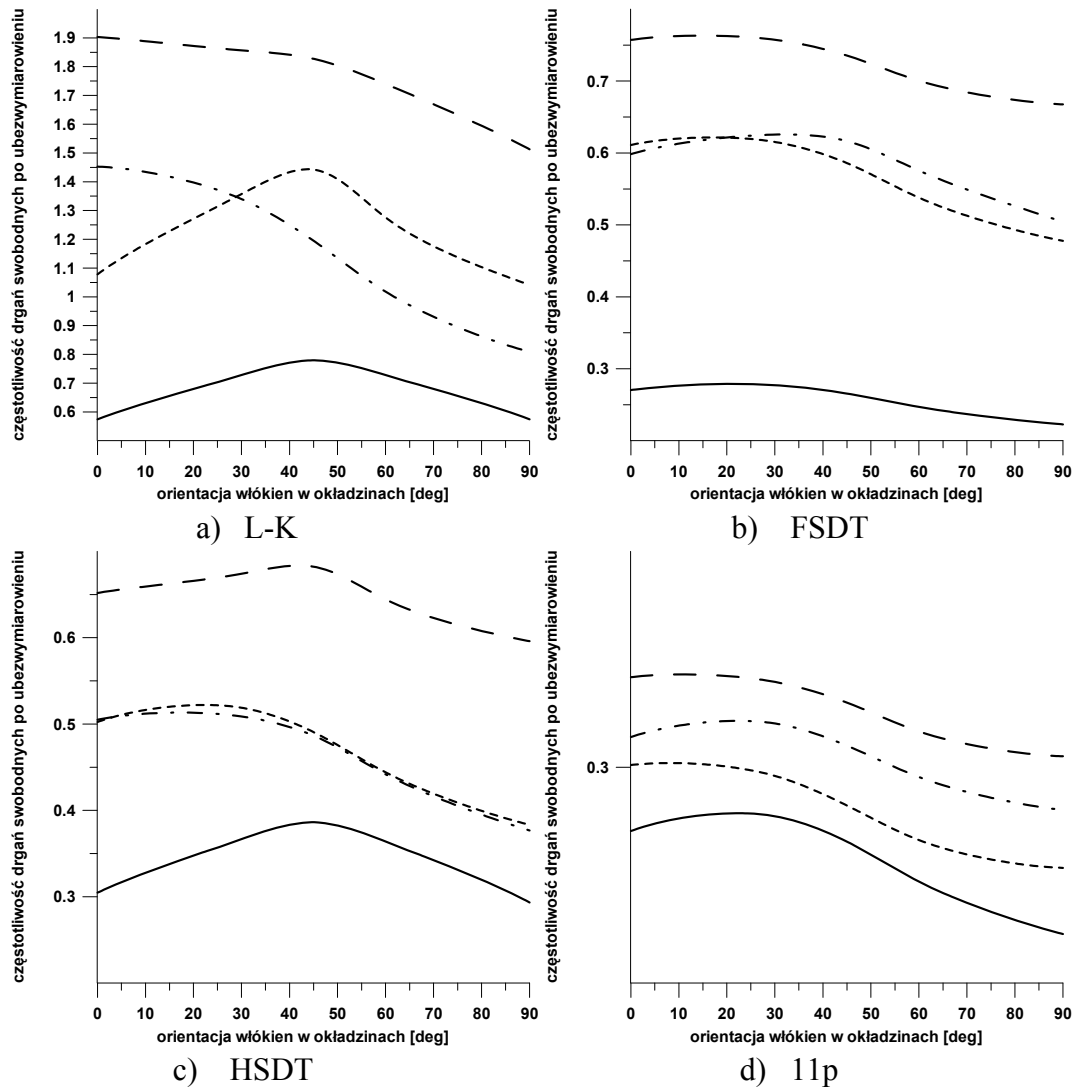 częstotliwość drgań swobodnych po ubezwymiarowieniu
1.9
1.8
1.7
1.6
1.5
1.4
1.3
1.2
1.1
1
0.9
0.8
0.7
0.6
0 10 20 30 40 50 60 70 80 90
orientacja włókien w okładzinach [deg]
a) L-K
częstotliwość drgań swobodnych po ubezwymiarowieniu
0.7
0.6
0.5
0.4
0.3
0 10 20 30 40 50 60 70 80 90
orientacja włókien w okładzinach [deg]
b) FSDT
częstotliwość drgań swobodnych po ubezwymiarowieniu
0.6
0.5
0.4
0.3
0 10 20 30 40 50 60 70 80 90
orientacja włókien w okładzinach [deg]
c) HSDT
częstotliwość drgań swobodnych po ubezwymiarowieniu
0.3
0 10 20 30 40 50 60 70 80 90
orientacja włókien w okładzinach [deg]
d) 11p